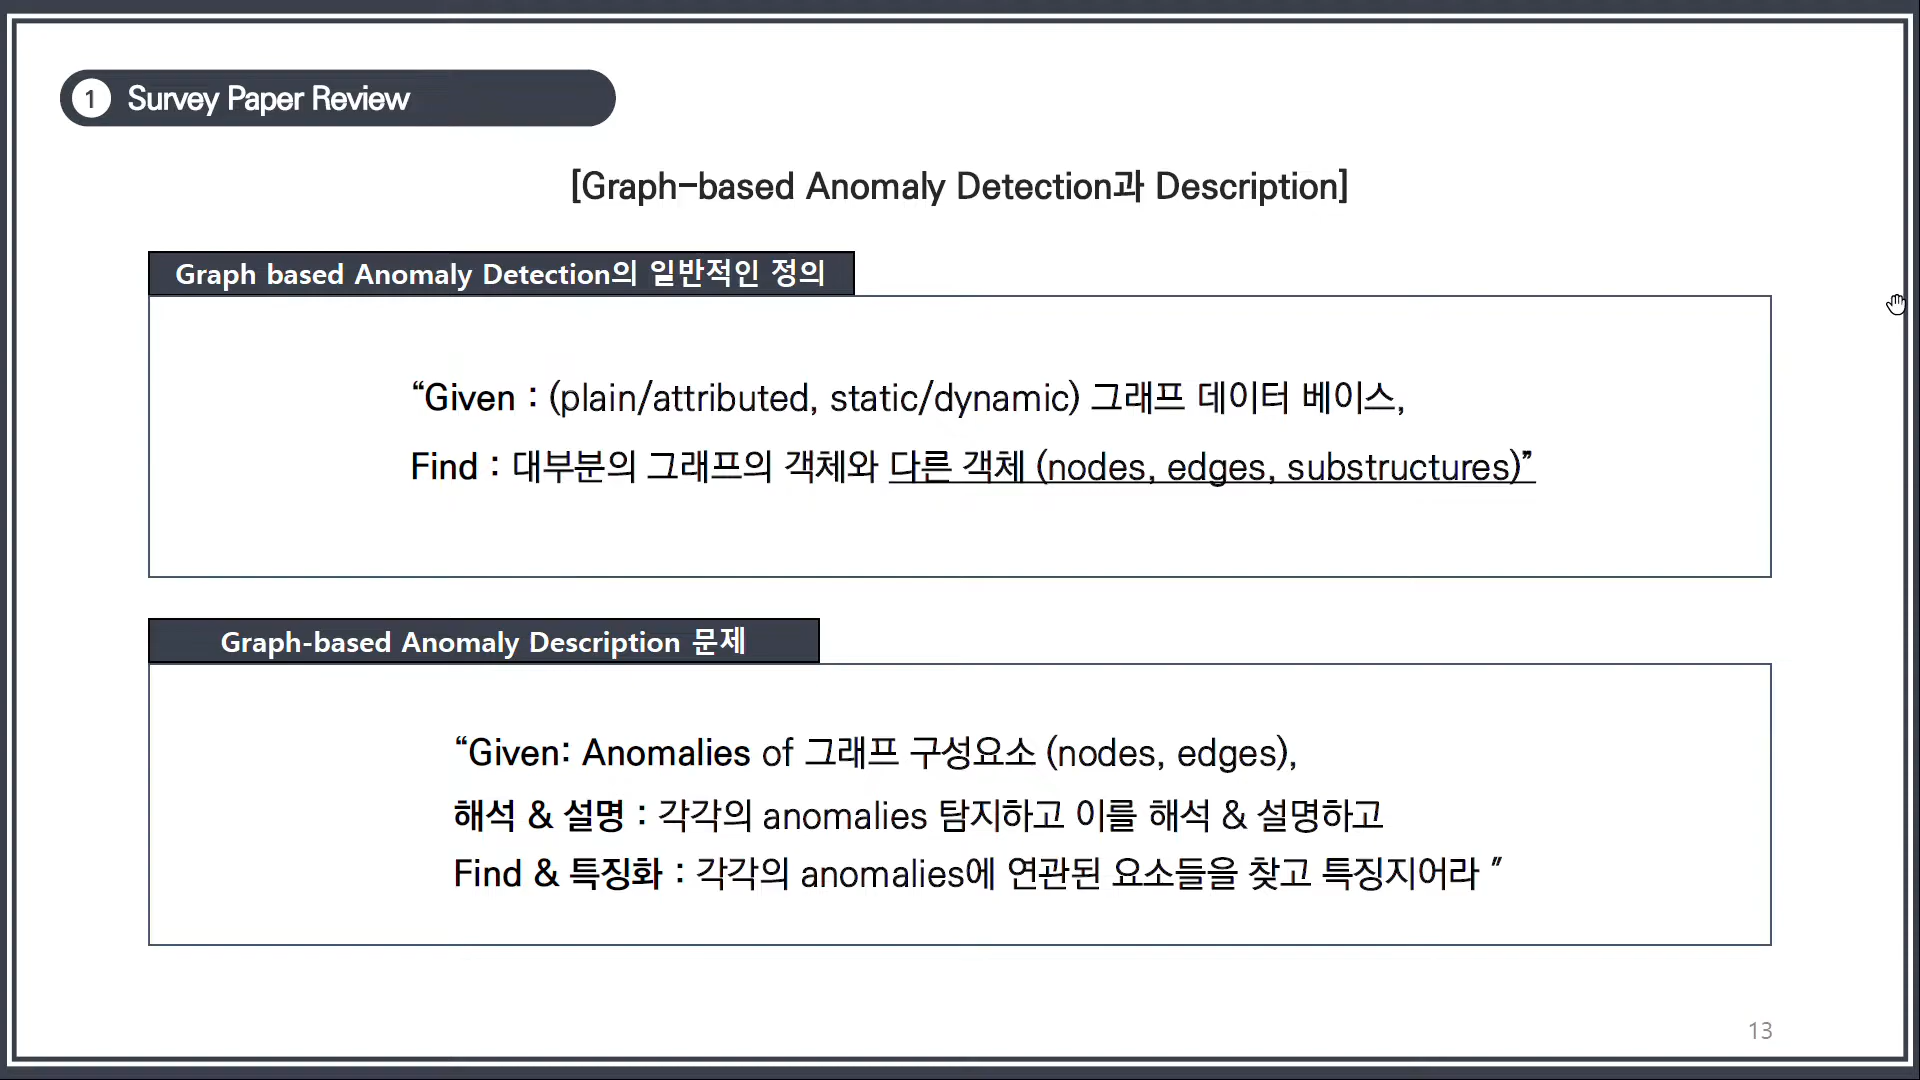 1 Survey Paper Review
[Graph-based Anomaly Detection과 Description]
Graph based Anomaly Detection의 일반적인 정의
“Given : (plain/attributed, static/dynamic) 그래프 데이터 베이스,
Find : 대부분의 그래프의 객체와 다른 객체 (nodes, edges, substructures)”
Graph-based Anomaly Description 문제
“Given: Anomalies of 그래프 구성요소 (nodes, edges),
해석 & 설명 : 각각의 anomalies 탐지하고 이를 해석 & 설명하고
Find & 특징화 : 각각의 anomalies에 연관된 요소들을 찾고 특징지어라 ”
13